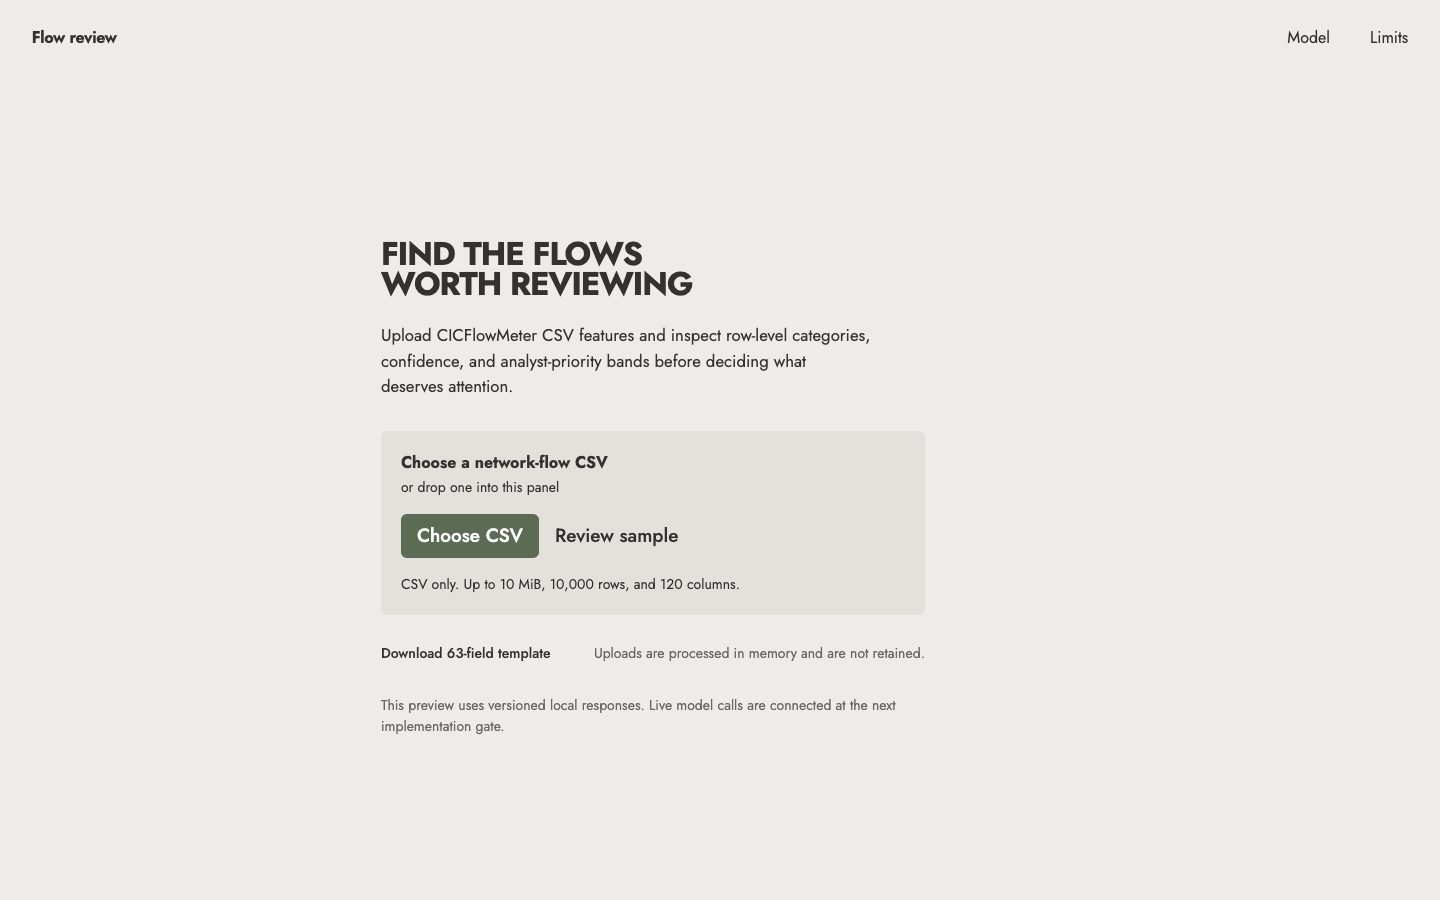 Flow review
Model
Limits
FIND THE FLOWS
WORTH REVIEWING
Upload CICFlowMeter CSV features and inspect row-level categories,
confidence, and analyst-priority bands before deciding what
deserves attention.
Choose a network-flow CSV
or drop one into this panel
Choose CSV
Review sample
CSV only. Up to 10 MiB, 10,000 rows, and 120 columns.
Download 63-field template
Uploads are processed in memory and are not retained.
This preview uses versioned local responses. Live model calls are connected at the next
implementation gate.